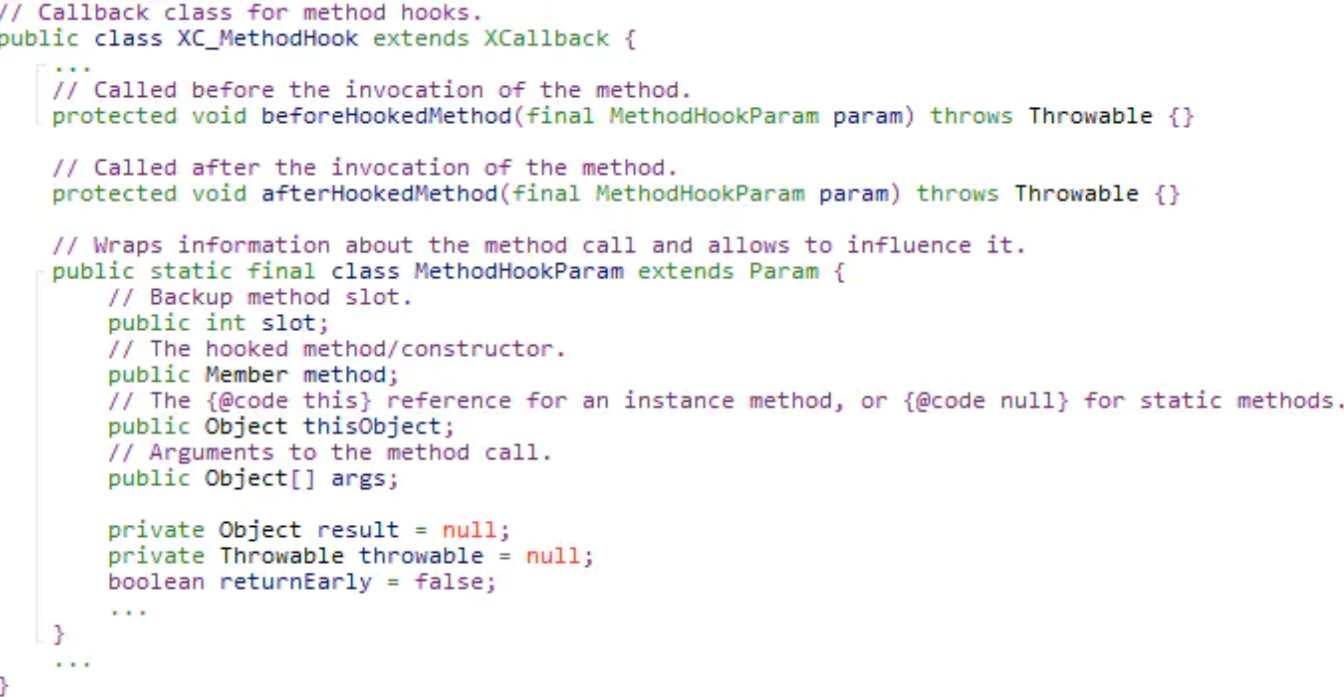 // Callback class for method hooks.
public class XC_MethodHook extends XCallback {
...
// Called before the invocation of the method.
protected void beforeHookedMethod(final MethodHookParam param) throws Throwable {}
// Called after the invocation of the method.
protected void afterHookedMethod(final MethodHookParam param) throws Throwable {}
// Wraps information about the method call and allows to influence it.
public static final class MethodHookParam extends Param {
// Backup method slot.
public int slot;
// The hooked method/constructor.
public Member method;
// The {@code this} reference for an instance method, or {@code null} for static methods.
public Object thisObject;
// Arguments to the method call.
public Object[] args;
private Object result = null;
private Throwable throwable = null;
boolean returnEarly = false;
...
}
...
}